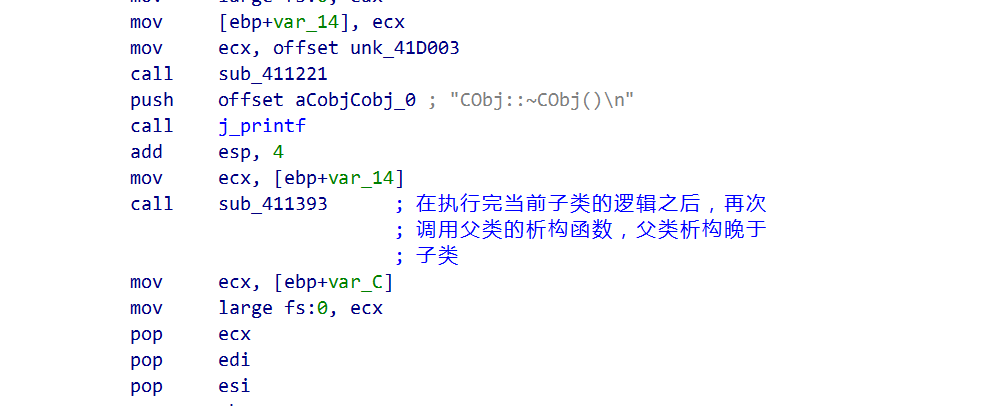 mov [ebp+var_14], ecx
mov ecx, offset unk_41D003
call sub_411221
push offset aCobjCobj_0 ; "CObj::~CObj()\n"
call j_printf
add esp, 4
mov ecx, [ebp+var_14]
call sub_411393 ; 在执行完当前子类的逻辑之后，再次
; 调用父类的析构函数，父类析构晚于
; 子类
mov ecx, [ebp+var_C]
mov large fs:0, ecx
pop ecx
pop edi
pop esi